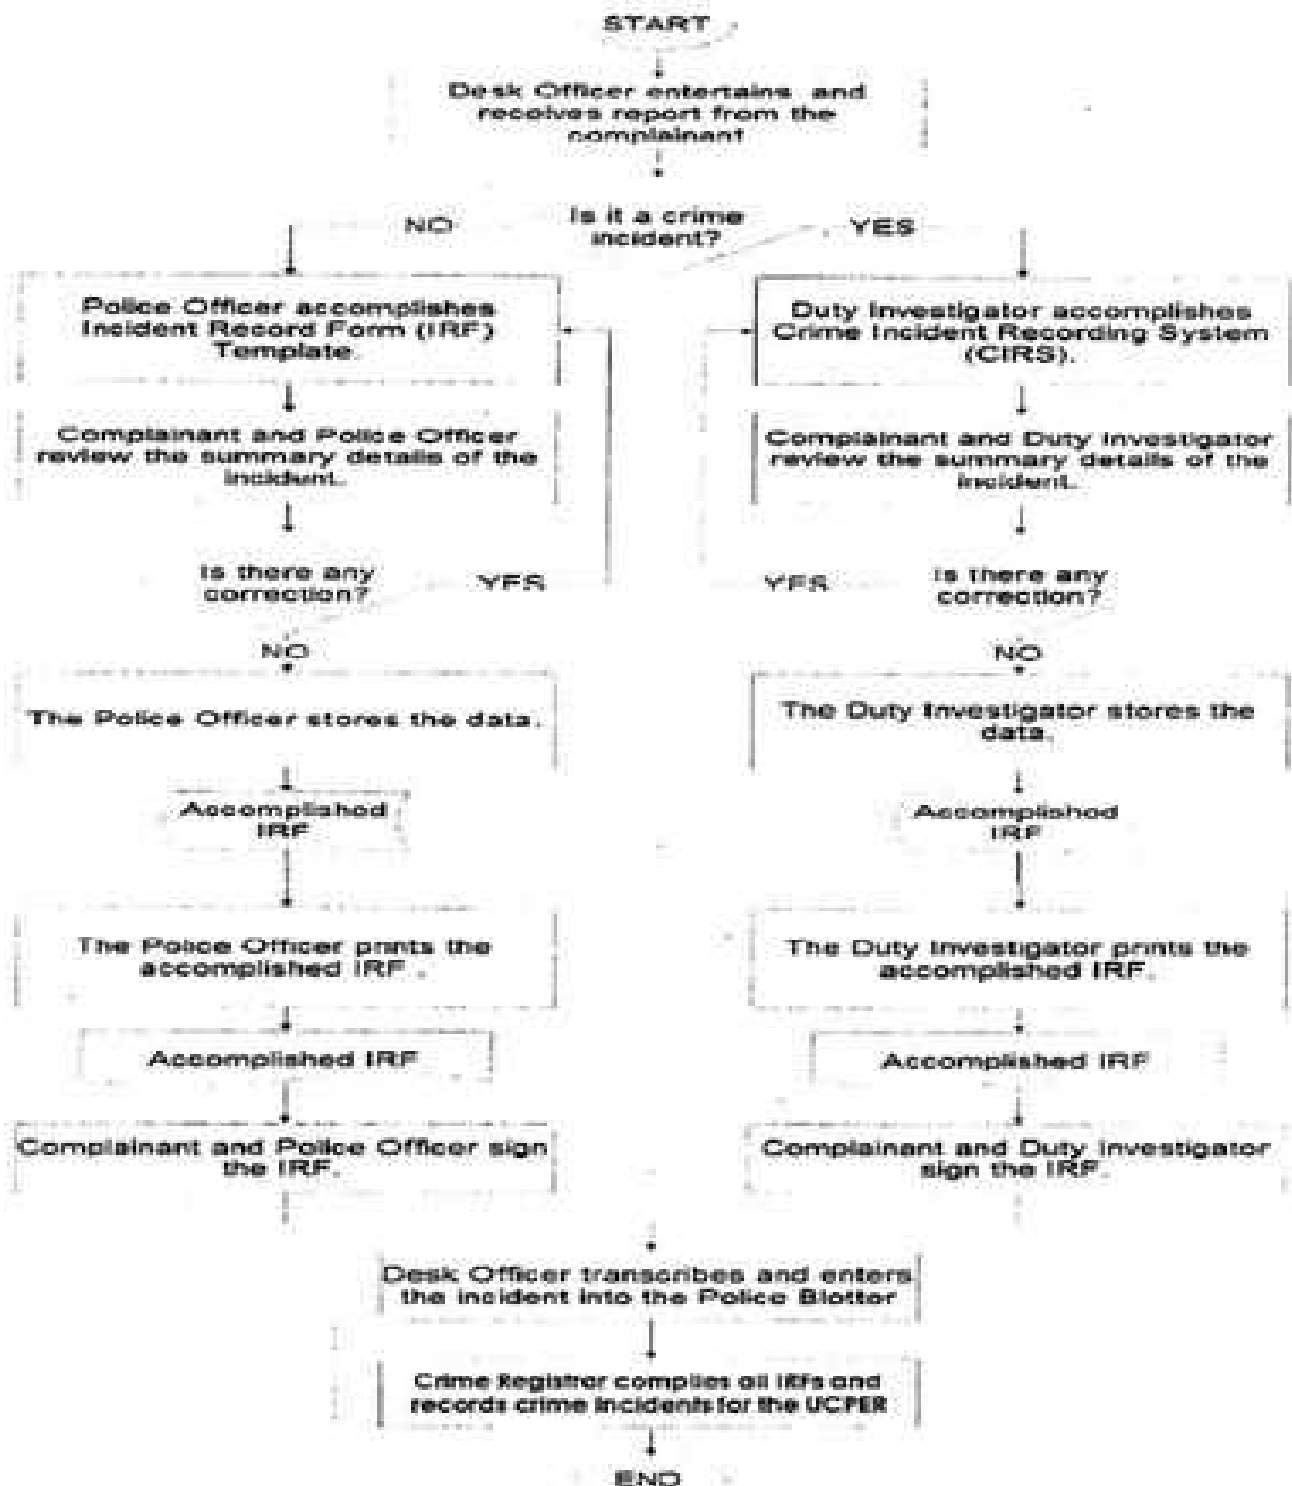 START
Desk Officer entertains and
receives report from the
complainant
Is it a crime
incident?
NO
YES
Police Officer accomplishes
Incident Record Form (IRF)
Template.
Complainant and Police Officer
review the summary details of the
incident.
Is there any
correction?
YES
NO
The Police Officer stores the data.
Accomplished
IRF
The Police Officer prints the
accomplished IRF .
Accomplished IRF
Complainant and Police Officer sign
the IRF.
Duty Investigator accomplishes
Crime Incident Recording System
(CIRS).
Complainant and Duty Investigator
review the summary details of the
incident.
YES
Is there any
correction?
NO
The Duty Investigator stores the
data.
Accomplished
IRF
The Duty Investigator prints the
accomplished IRF.
Accomplished IRF
Complainant and Duty Investigator
sign the IRF.
Desk Officer transcribes and enters
the incident into the Police Blotter
Crime Registrar compiles all IRFs and
records crime incidents for the UCPER
END